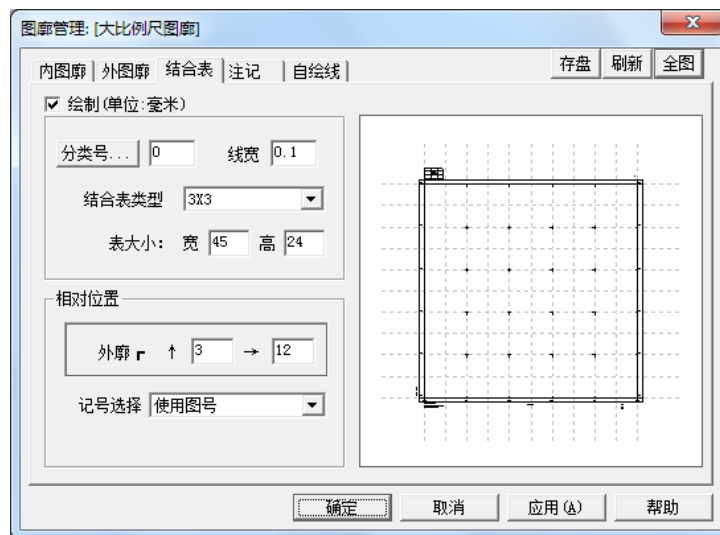 图廓管理: [大比例尺图廓]
内图廓 外图廓 结合表 注记 自绘线 存盘 刷新 全图
绘制(单位:毫米)
分类号... 0 线宽 0.1
结合表类型 3X3
表大小: 宽 45 高 24
相对位置
外廓 ┏ ↑ 3 → 12
记号选择 使用图号
确定 取消 应用(A) 帮助